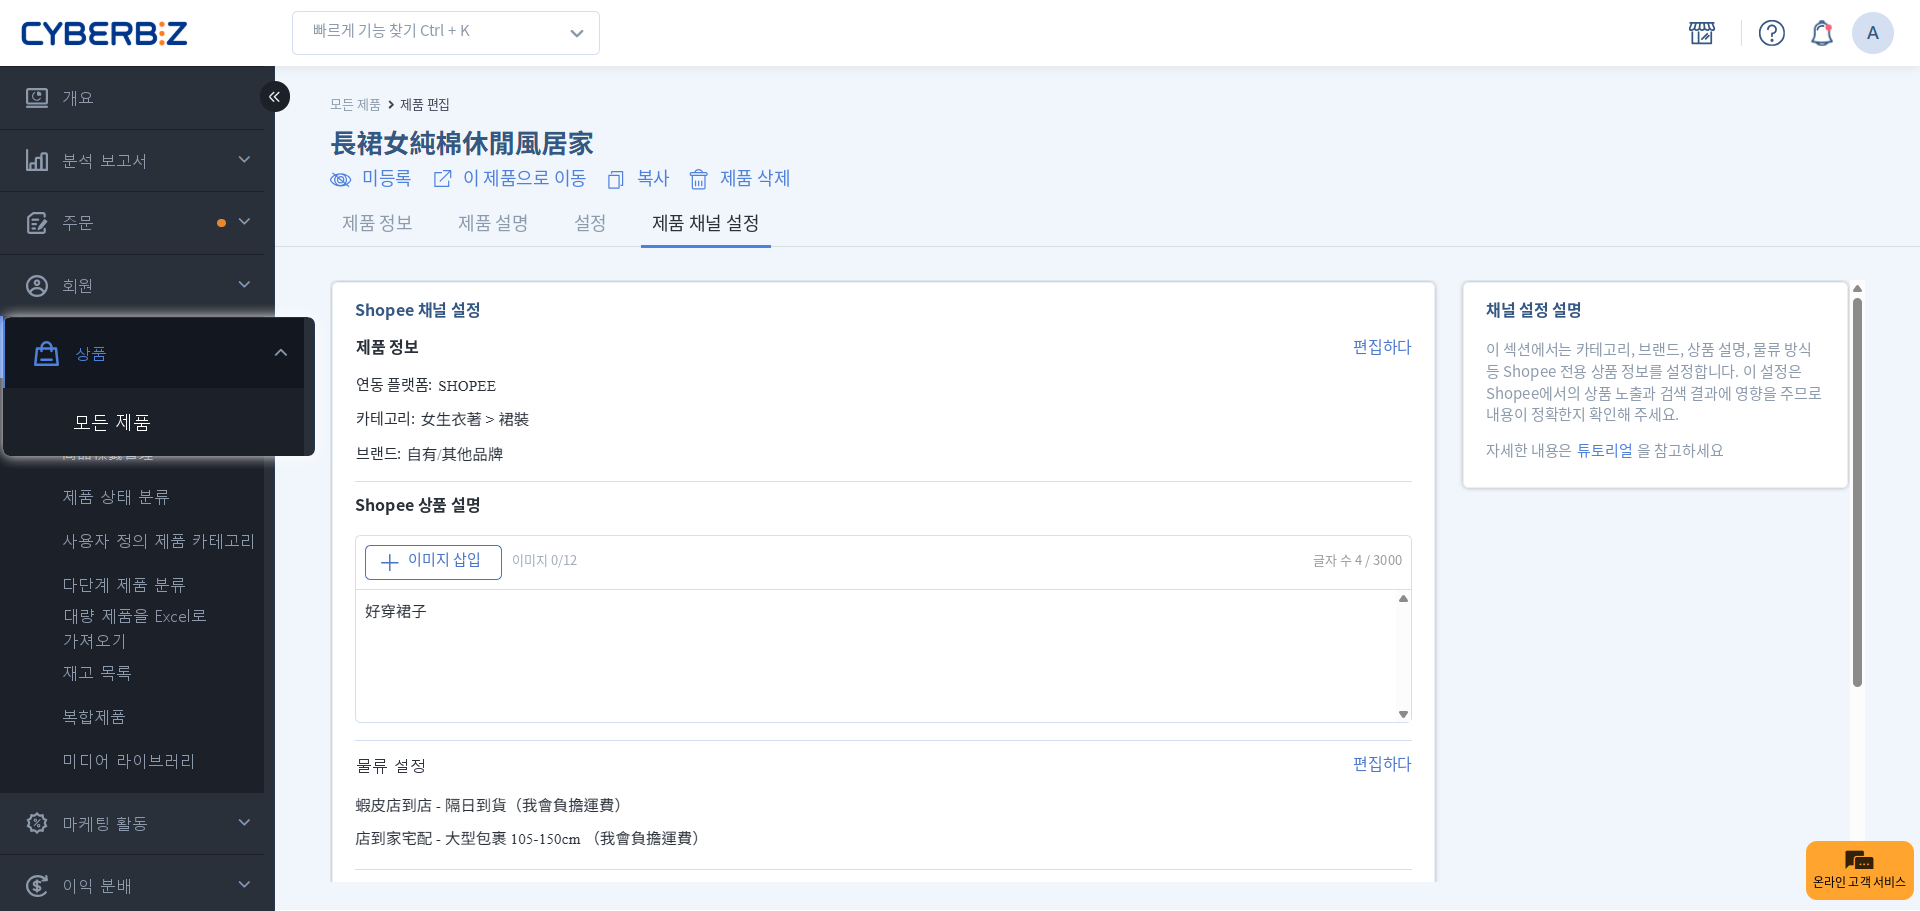 CYBERBIZ
빠르게 기능 찾기 Ctrl + K
A
개요
분석 보고서
주문
회원
상품
모든 제품
제품 상태 분류
사용자 정의 제품 카테고리
다단계 제품 분류
대량 제품을 Excel로
가져오기
재고 목록
복합제품
미디어 라이브러리
마케팅 활동
이익 분배
모든 제품 > 제품 편집
長裙女純棉休閒風居家
미등록 이 제품으로 이동 복사 제품 삭제
제품 정보 제품 설명 설정 제품 채널 설정
Shopee 채널 설정
제품 정보 편집하다
연동 플랫폼: SHOPEE
카테고리: 女生衣著 > 裙裝
브랜드: 自有/其他品牌
Shopee 상품 설명
이미지 삽입 이미지 0/12 글자 수 4 / 3000
好穿裙子
물류 설정 편집하다
蝦皮店到店 - 隔日到貨（我會負擔運費）
店到家宅配 - 大型包裹 105-150cm （我會負擔運費）
채널 설정 설명
이 섹션에서는 카테고리, 브랜드, 상품 설명, 물류 방식
등 Shopee 전용 상품 정보를 설정합니다. 이 설정은
Shopee에서의 상품 노출과 검색 결과에 영향을 주므로
내용이 정확한지 확인해 주세요.
자세한 내용은 튜토리얼 을 참고하세요
온라인 고객 서비스